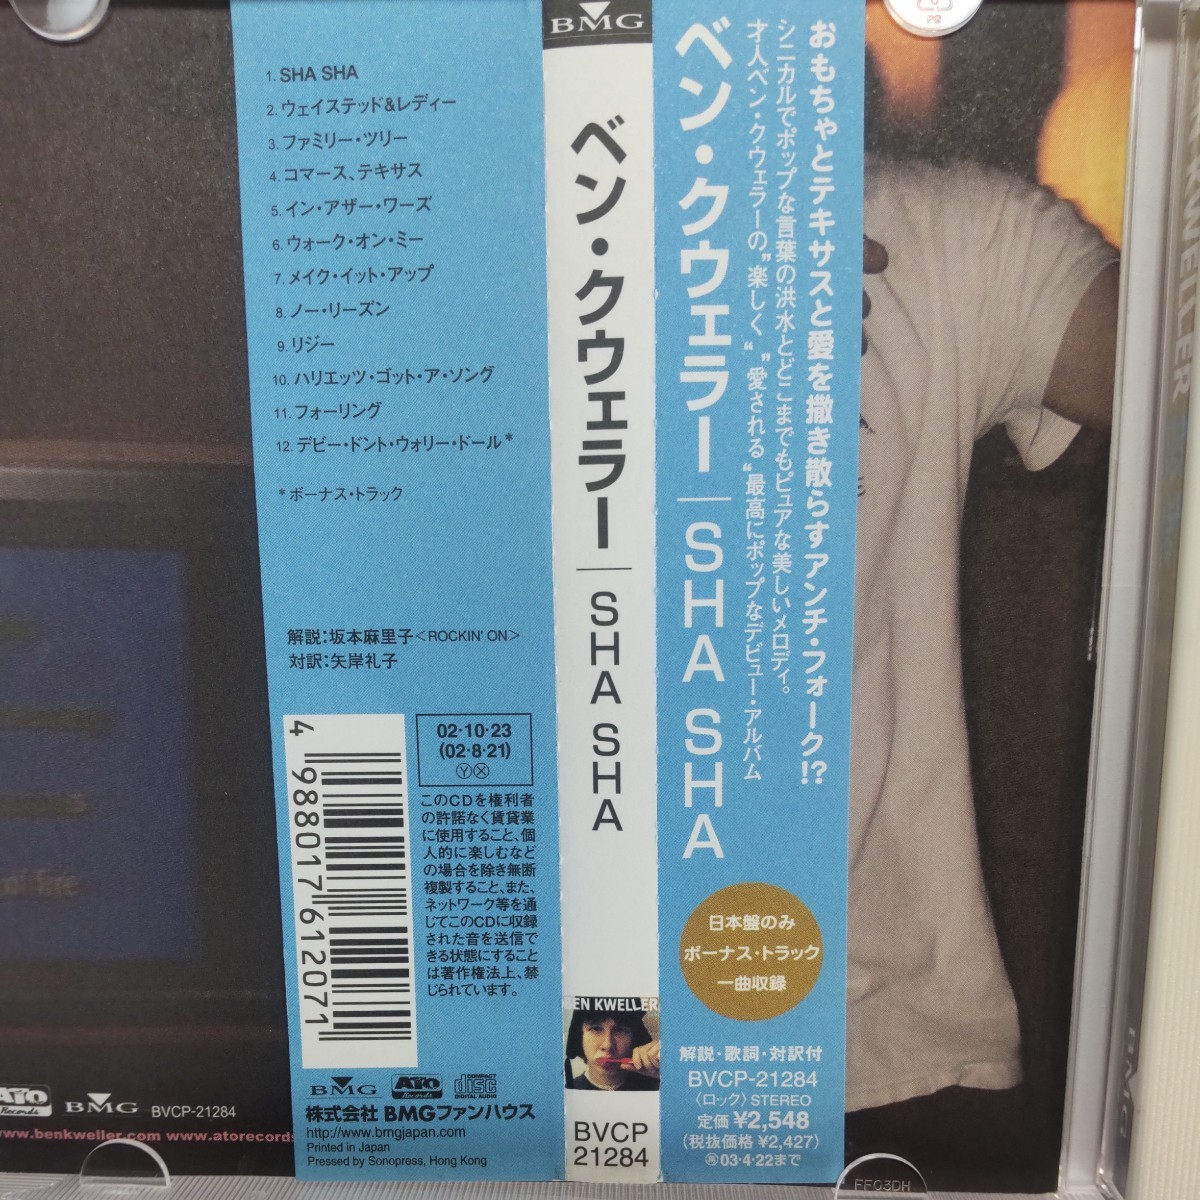 1. SHA SHA
2. ウェイステッド&レディー
3. ファミリー・ツリー
4. コマース、テキサス
5. イン・アザー・ワーズ
6. ウォーク・オン・ミー
7. メイク・イット・アップ
8. ノー・リーズン
9. リジー
10. ハリエッツ・ゴット・ア・ソング
11. フォーリング
12. デビー・ドント・ウォリー・ドール*
*ボーナス・トラック
解説：坂本麻里子<ROCKIN' ON>
対訳：矢岸礼子
4 988017 612071
02・10・23
(02・8・21)
Ⓨ Ⓧ
このCDを権利者
の許諾なく賃貸業
に使用すること、個
人的に楽しむなど
の場合を除き無断
複製すること、また、
ネットワーク等を通
じてこのCDに収録
された音を送信で
きる状態にすること
は著作権法上、禁
じられています。
BMG ATO Records COMPACT disc DIGITAL AUDIO
株式会社 BMGファンハウス
http://www.bmgjapan.com
Printed in Japan
Pressed by Sonopress, Hong Kong
BMG
ベン・クウェラー | SHA SHA
BEN KWELLER
BVCP
21284
おもちゃとテキサスと愛を撒き散らすアンチ・フォーク!?
シニカルでポップな言葉の洪水とどこまでもピュアな美しいメロディ。
才人ベン・クウェラーの"楽しく""愛される"最高にポップなデビュー・アルバム
ベン・クウェラー | SHA SHA
日本盤のみ
ボーナス・トラック
一曲収録
解説・歌詞・対訳付
BVCP-21284
〈ロック〉STEREO
定価 ¥2,548
(税抜価格 ¥2,427)
Ⓡ03・4・22まで
ATO Records BMG BVCP-21284
www.benkweller.com www.atorecords
KWELLER
BMG
FF03DH